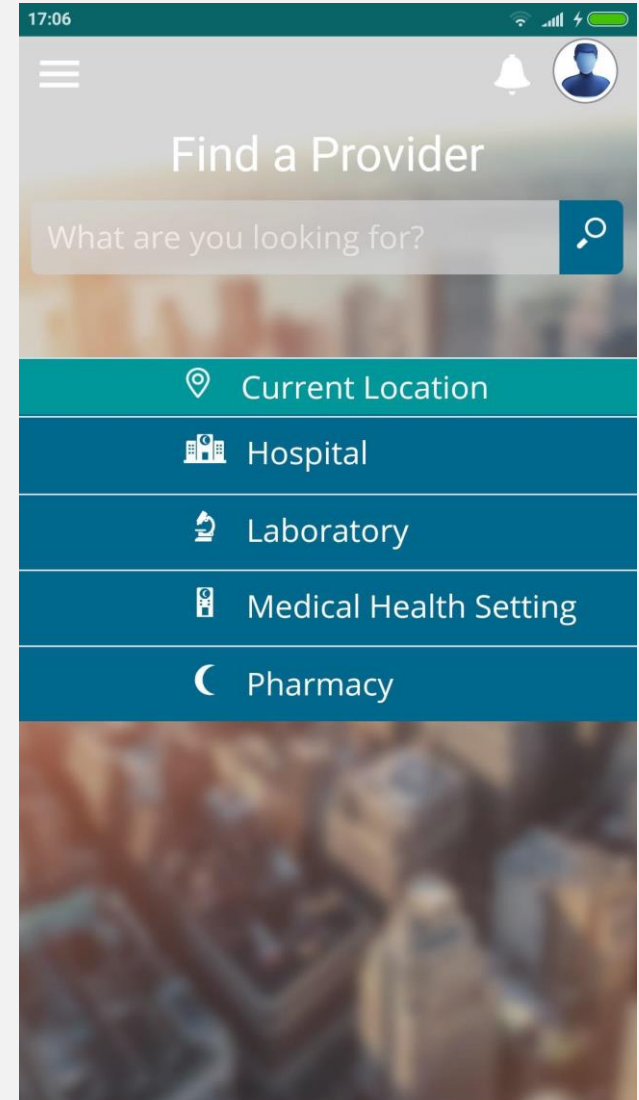 17:06
Find a Provider
What are you looking for?
Current Location
Hospital
Laboratory
Medical Health Setting
Pharmacy